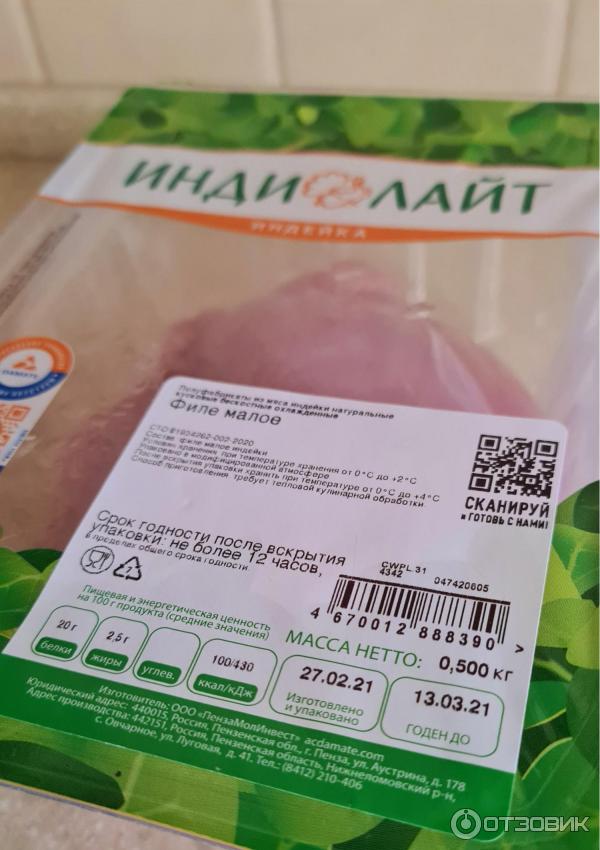 ИНДИЛАЙТ
ИНДЕЙКА
ДАМАТЕ
Полуфабрикаты из мяса индейки натуральные
кусковые бескостные охлажденные
Филе малое
СТО 81934262-002-2020
Состав: филе малое индейки
Условия хранения: при температуре хранения от 0°С до +2°С
Упаковано в модифицированной атмосфере
После вскрытия упаковки хранить при температуре от 0°С до +4°С
Способ приготовления: требует тепловой кулинарной обработки.
СКАНИРУЙ
и ГОТОВЬ С НАМИ!
Срок годности после вскрытия
упаковки: не более 12 часов,
в пределах общего срока годности
CWPL 31
4342
047420605
4 670012 888390 >
Пищевая и энергетическая ценность
на 100 г продукта (средние значения)
20 г
белки
2,5 г
жиры
углев.
100/430
ккал/кДж
МАССА НЕТТО: 0,500 кг
27.02.21
Изготовлено
и упаковано
13.03.21
ГОДЕН ДО
Изготовитель: ООО «ПензаМолИнвест» acdamate.com
Юридический адрес: 440015, Россия, Пензенская обл., г. Пенза, ул. Аустрина, д. 178
Адрес производства: 442151, Россия, Пензенская область, Нижнеломовский р-н,
с. Овчарное, ул. Луговая, д. 41. Тел.: (8412) 210-406
ОТЗОВИК